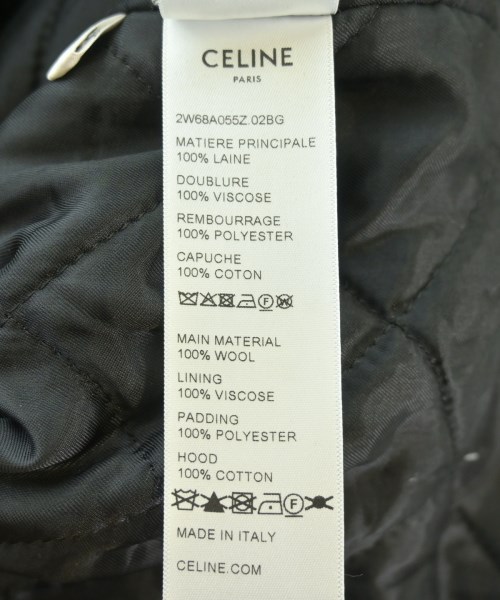 CELINE
PARIS
2W68A055Z.02BG
MATIERE PRINCIPALE
100% LAINE
DOUBLURE
100% VISCOSE
REMBOURRAGE
100% POLYESTER
CAPUCHE
100% COTON
F W
MAIN MATERIAL
100% WOOL
LINING
100% VISCOSE
PADDING
100% POLYESTER
HOOD
100% COTTON
F
MADE IN ITALY
CELINE.COM